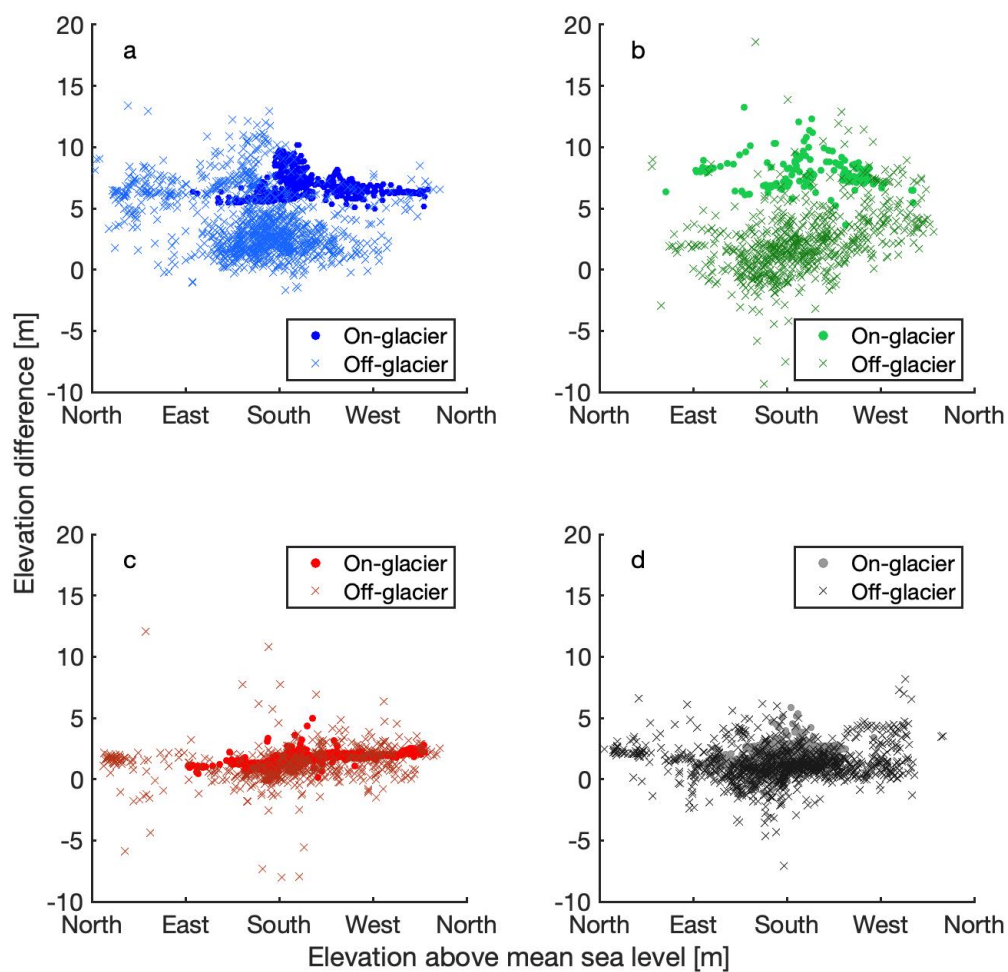 20
15
10
5
0
-5
-10
a
On-glacier
Off-glacier
North East South West North
20
15
10
5
0
-5
-10
b
On-glacier
Off-glacier
North East South West North
Elevation difference [m]
20
15
10
5
0
-5
-10
c
On-glacier
Off-glacier
North East South West North
20
15
10
5
0
-5
-10
d
On-glacier
Off-glacier
North East South West North
Elevation above mean sea level [m]